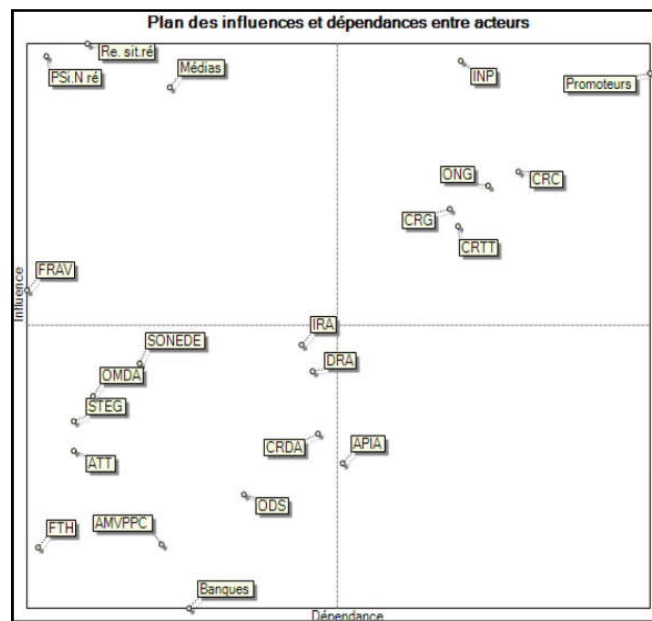 Plan des influences et dépendances entre acteurs
Re. sit.ré
PSi.N ré
Médias
INP
Promoteurs
ONG
CRC
CRG
CRTT
FRAV
Influence
IRA
SONEDE
DRA
OMDA
STEG
CRDA
APIA
ATT
ODS
AMVPPC
FTH
Banques
Dépendance